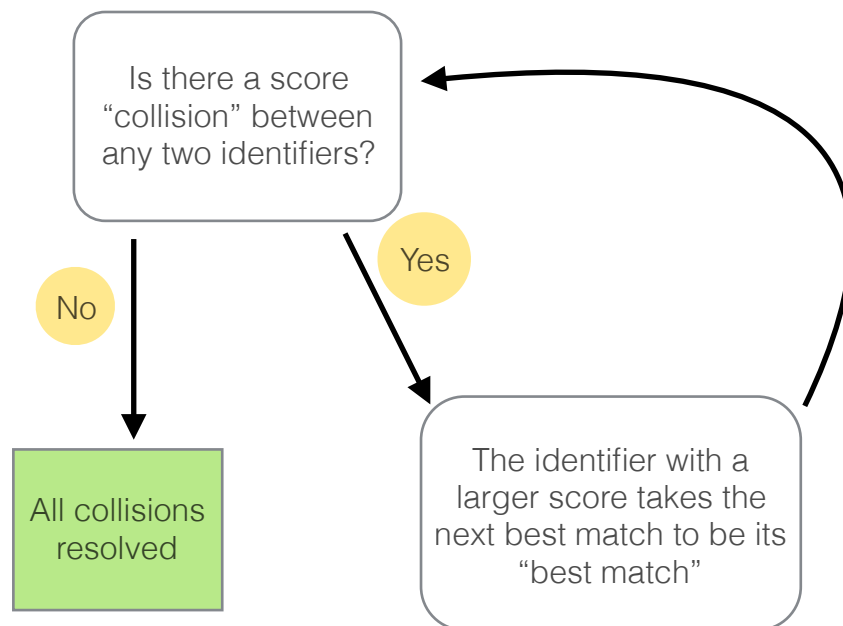 Is there a score
“collision” between
any two identifiers?
No
Yes
All collisions
resolved
The identifier with a
larger score takes the
next best match to be its
“best match”